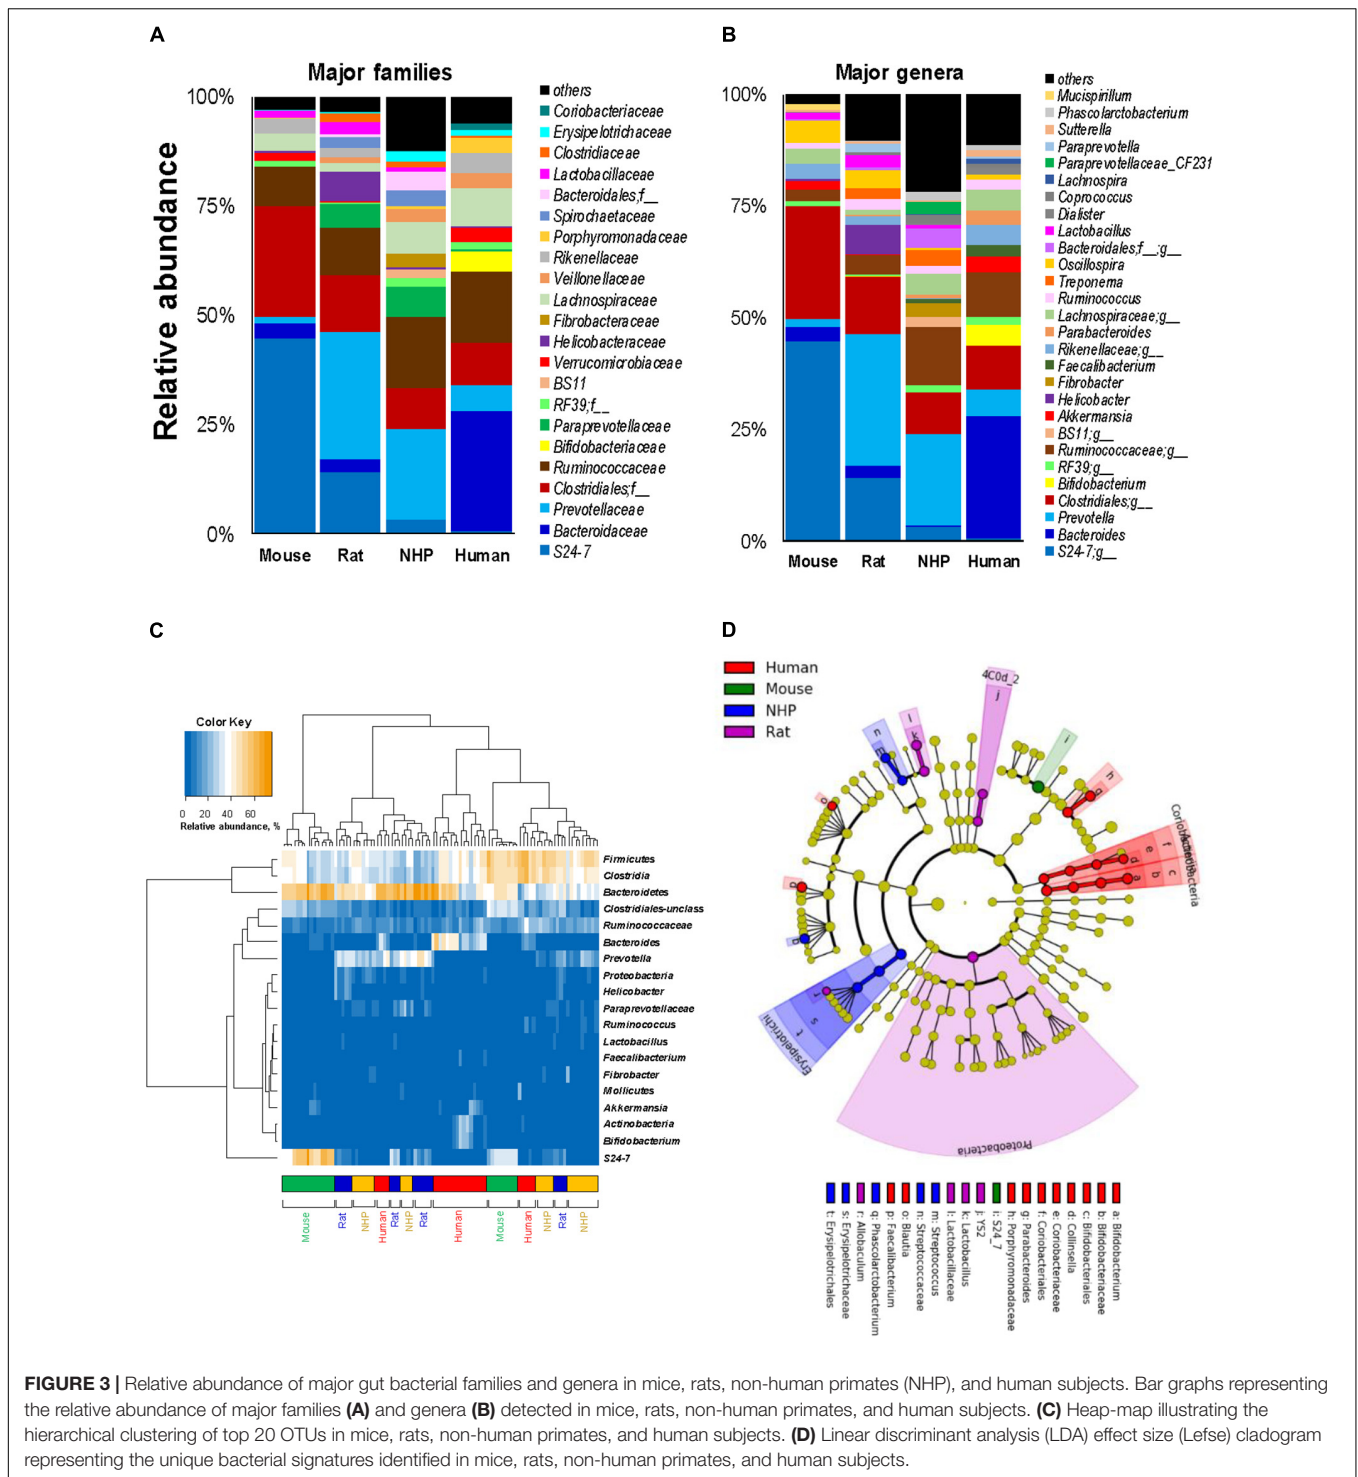 A
Major families
Relative abundance
100%
75%
50%
25%
0%
Mouse
Rat
NHP
Human
others
Coriobacteriaceae
Erysipelotrichaceae
Clostridiaceae
Lactobacillaceae
Bacteroidales;f__
Spirochaetaceae
Porphyromonadaceae
Rikenellaceae
Veillonellaceae
Lachnospiraceae
Fibrobacteraceae
Helicobacteraceae
Verrucomicrobiaceae
BS11
RF39;f__
Paraprevotellaceae
Bifidobacteriaceae
Ruminococcaceae
Clostridiales;f__
Prevotellaceae
Bacteroidaceae
S24-7
B
Major genera
100%
75%
50%
25%
0%
Mouse
Rat
NHP
Human
others
Mucispirillum
Phascolarctobacterium
Sutterella
Paraprevotella
Paraprevotellaceae_CF231
Lachnospira
Coprococcus
Dialister
Lactobacillus
Bacteroidales;f__;g__
Oscillospira
Treponema
Ruminococcus
Lachnospiraceae;g__
Parabacteroides
Rikenellaceae;g__
Faecalibacterium
Fibrobacter
Helicobacter
Akkermansia
BS11;g__
Ruminococcaceae;g__
RF39;g__
Bifidobacterium
Clostridiales;g__
Prevotella
Bacteroides
S24-7;g__
C
Color Key
0 20 40 60
Relative abundance, %
Firmicutes
Clostridia
Bacteroidetes
Clostridiales-unclass
Ruminococcaceae
Bacteroides
Prevotella
Proteobacteria
Helicobacter
Paraprevotellaceae
Ruminococcus
Lactobacillus
Faecalibacterium
Fibrobacter
Mollicutes
Akkermansia
Actinobacteria
Bifidobacterium
S24-7
Mouse
Rat
NHP
Human
Rat
NHP
Rat
Human
Mouse
Human
NHP
Rat
NHP
D
Human
Mouse
NHP
Rat
4C0d_2
j
l
k
n
m
i
h
g
o
p
q
f
e
d
c
b
a
r
s
t
Erysipelotrichi
Proteobacteria
t: Erysipelotrichales
s: Erysipelotrichaceae
r: Allobaculum
q: Phascolarctobacterium
p: Faecalibacterium
o: Blautia
n: Streptococcaceae
m: Streptococcus
l: Lactobacillaceae
k: Lactobacillus
j: YS2
i: S24_7
h: Porphyromonadaceae
g: Parabacteroides
f: Coriobacteriales
e: Coriobacteriaceae
d: Collinsella
c: Bifidobacteriales
b: Bifidobacteriaceae
a: Bifidobacterium
FIGURE 3 | Relative abundance of major gut bacterial families and genera in mice, rats, non-human primates (NHP), and human subjects. Bar graphs representing
the relative abundance of major families (A) and genera (B) detected in mice, rats, non-human primates, and human subjects. (C) Heap-map illustrating the
hierarchical clustering of top 20 OTUs in mice, rats, non-human primates, and human subjects. (D) Linear discriminant analysis (LDA) effect size (Lefse) cladogram
representing the unique bacterial signatures identified in mice, rats, non-human primates, and human subjects.